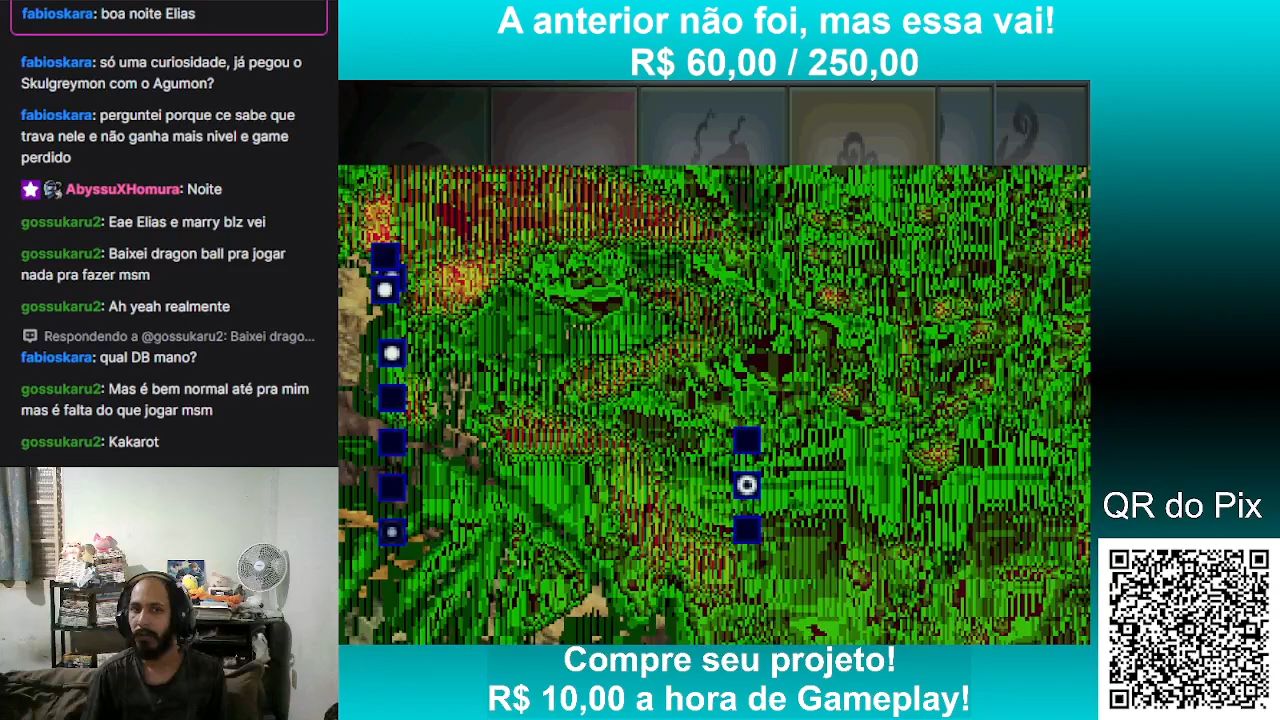 fabioskara: boa noite Elias
fabioskara: só uma curiosidade, já pegou o
Skulgreymon com o Agumon?
fabioskara: perguntei porque ce sabe que
trava nele e não ganha mais nivel e game
perdido
AbyssuXHomura: Noite
gossukaru2: Eae Elias e marry blz vei
gossukaru2: Baixei dragon ball pra jogar
nada pra fazer msm
gossukaru2: Ah yeah realmente
Respondendo a @gossukaru2: Baixei drago...
fabioskara: qual DB mano?
gossukaru2: Mas é bem normal até pra mim
mas é falta do que jogar msm
gossukaru2: Kakarot
A anterior não foi, mas essa vai!
R$ 60,00 / 250,00
QR do Pix
Compre seu projeto!
R$ 10,00 a hora de Gameplay!